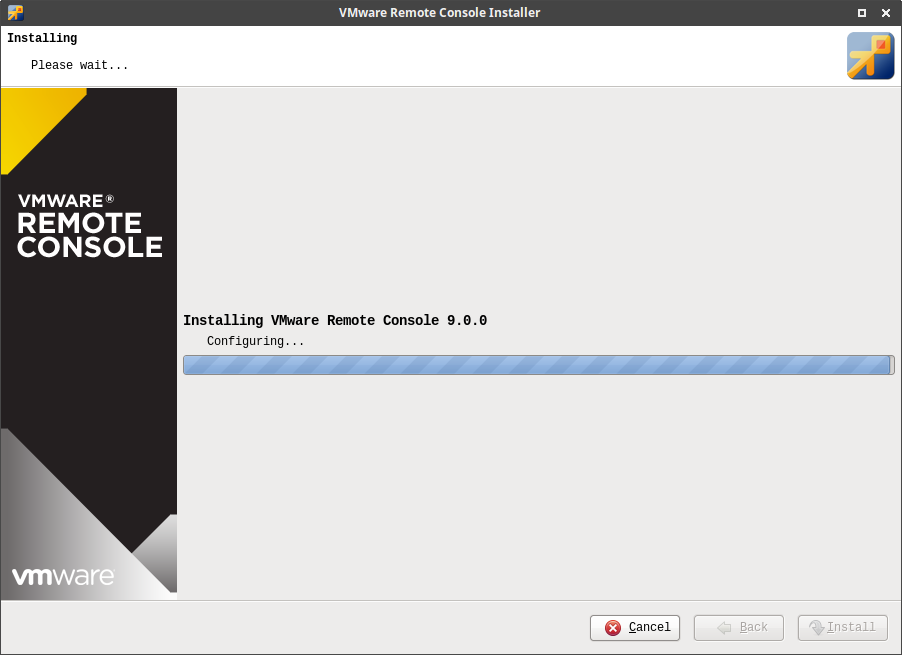 VMware Remote Console Installer
Installing
Please wait...
VMWARE®
REMOTE
CONSOLE
Installing VMware Remote Console 9.0.0
Configuring...
vmware
Cancel
Back
Install